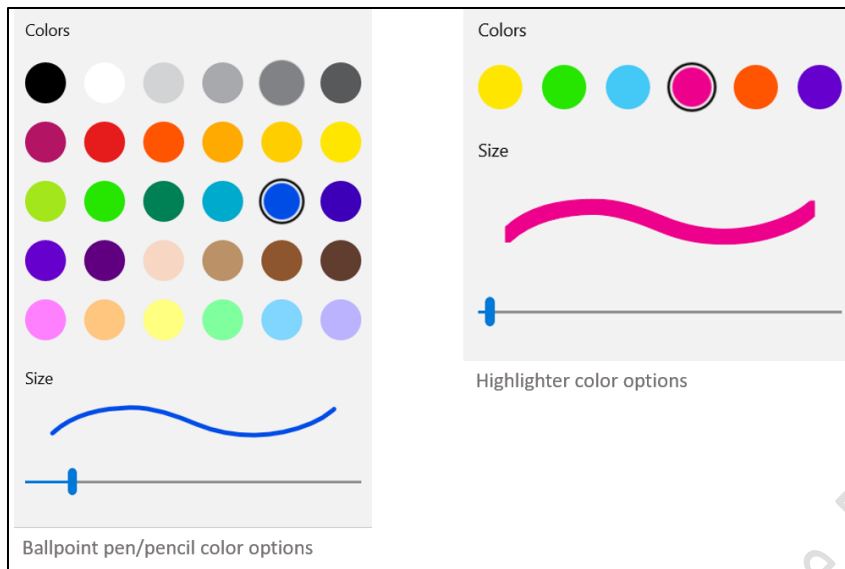 Colors
Size
Ballpoint pen/pencil color options
Colors
Size
Highlighter color options